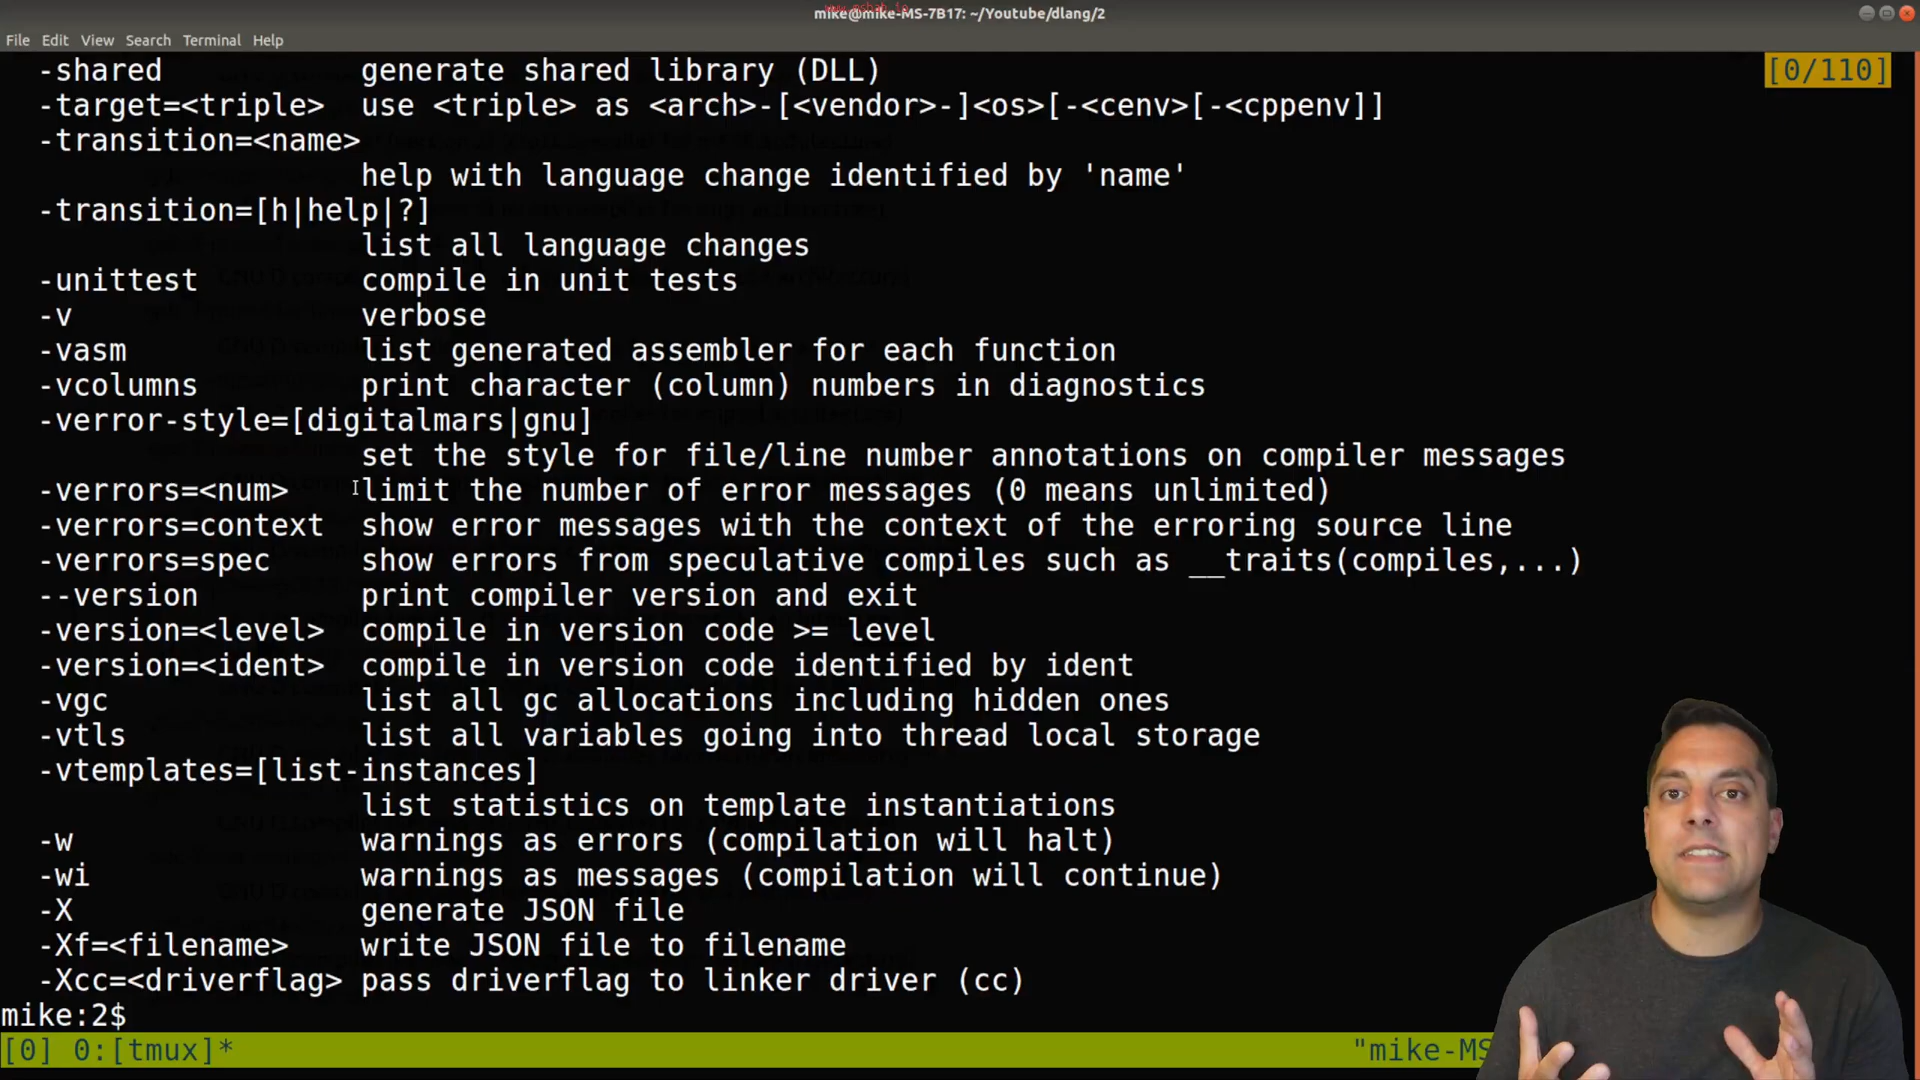 www.mshah.io
mike@mike-MS-7B17: ~/Youtube/dlang/2
File Edit View Search Terminal Help
-shared generate shared library (DLL) [0/110]
-target=<triple> use <triple> as <arch>-[<vendor>-]<os>[-<cenv>[-<cppenv]]
-transition=<name>
help with language change identified by 'name'
-transition=[h|help|?]
list all language changes
-unittest compile in unit tests
-v verbose
-vasm list generated assembler for each function
-vcolumns print character (column) numbers in diagnostics
-verror-style=[digitalmars|gnu]
set the style for file/line number annotations on compiler messages
-verrors=<num> limit the number of error messages (0 means unlimited)
-verrors=context show error messages with the context of the erroring source line
-verrors=spec show errors from speculative compiles such as __traits(compiles,...)
--version print compiler version and exit
-version=<level> compile in version code >= level
-version=<ident> compile in version code identified by ident
-vgc list all gc allocations including hidden ones
-vtls list all variables going into thread local storage
-vtemplates=[list-instances]
list statistics on template instantiations
-w warnings as errors (compilation will halt)
-wi warnings as messages (compilation will continue)
-X generate JSON file
-Xf=<filename> write JSON file to filename
-Xcc=<driverflag> pass driverflag to linker driver (cc)
mike:2$
[0] 0:[tmux]* "mike-MS